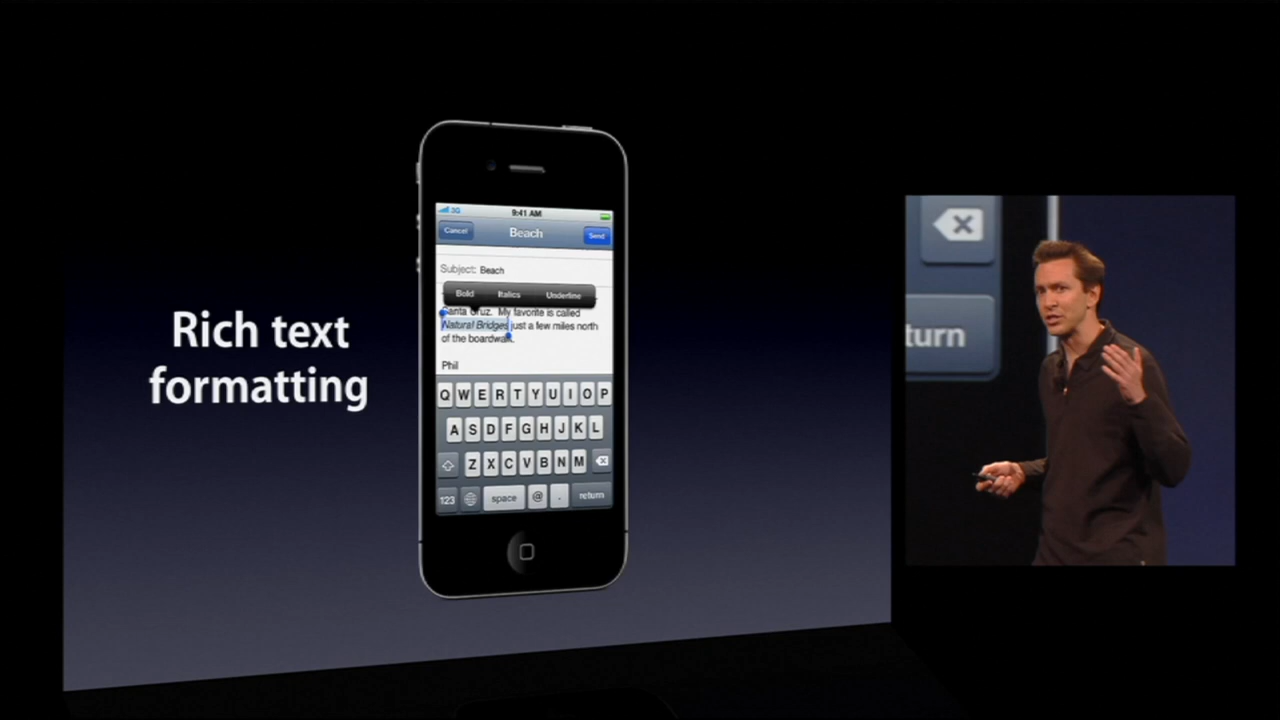 Rich text
formatting
3G 9:41 AM
Cancel Beach Send
Subject: Beach
Bold Italics Underline
Santa Cruz. My favorite is called
Natural Bridges just a few miles north
of the boardwalk.
Phil
Q W E R T Y U I O P
A S D F G H J K L
Z X C V B N M
123 space @ . return
turn